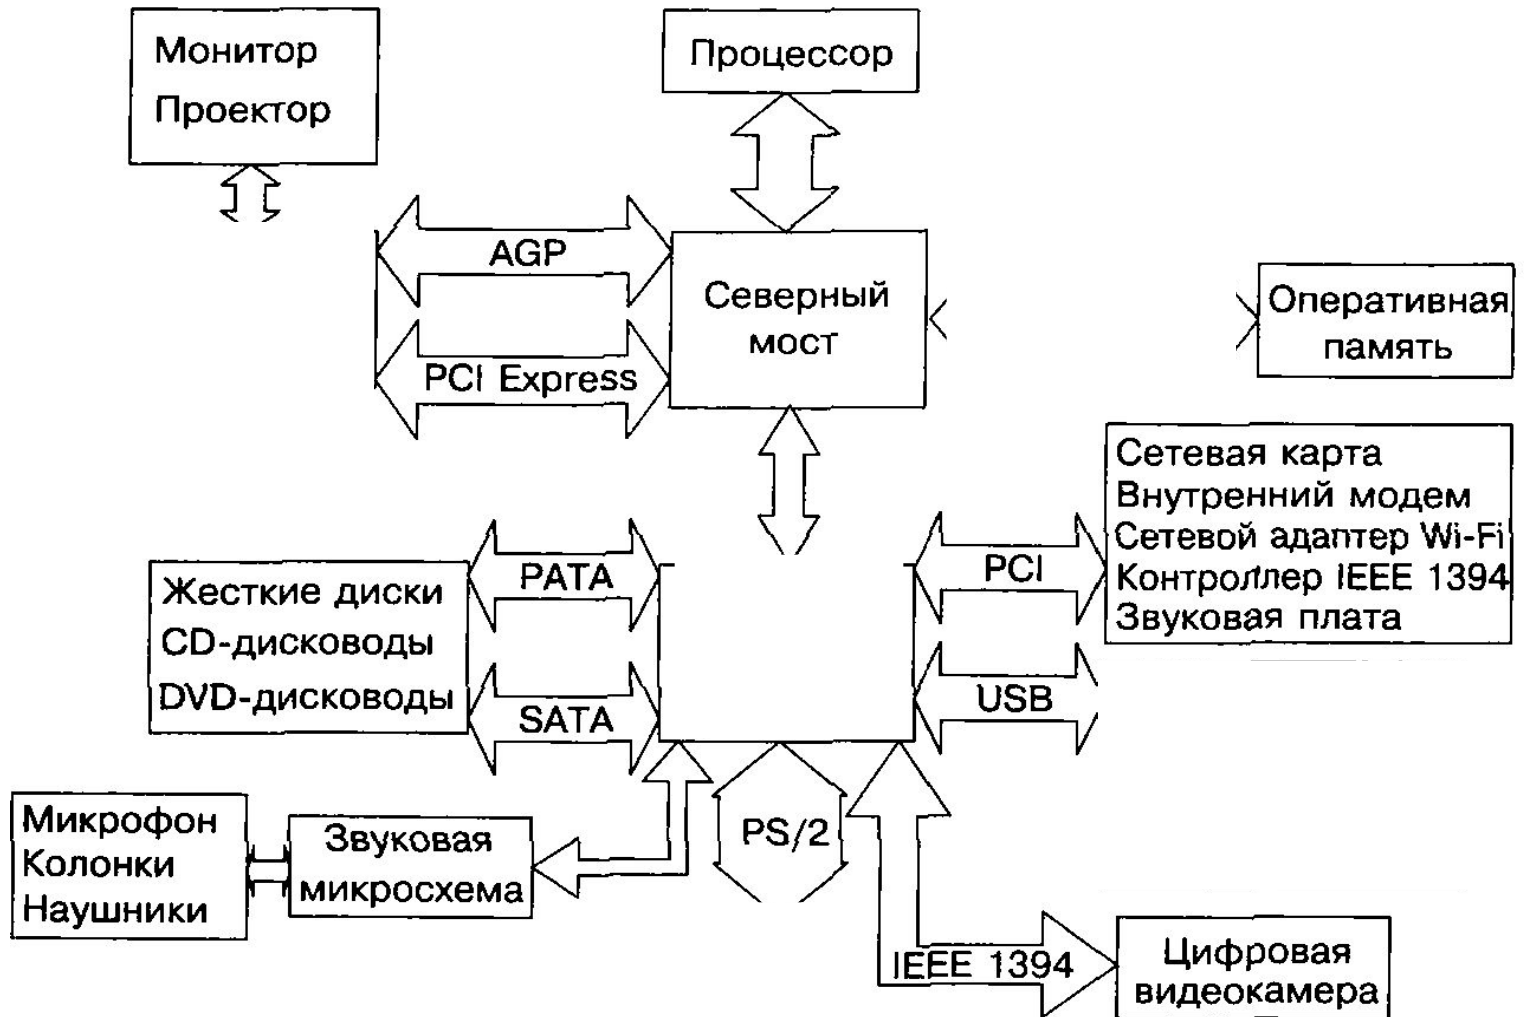 Монитор
Проектор
Процессор
AGP
Северный
мост
PCI Express
Оперативная
память
Сетевая карта
Внутренний модем
Сетевой адаптер Wi-Fi
Контроллер IEEE 1394
Звуковая плата
PCI
USB
PATA
SATA
Жесткие диски
CD-дисководы
DVD-дисководы
Микрофон
Колонки
Наушники
Звуковая
микросхема
PS/2
IEEE 1394
Цифровая
видеокамера